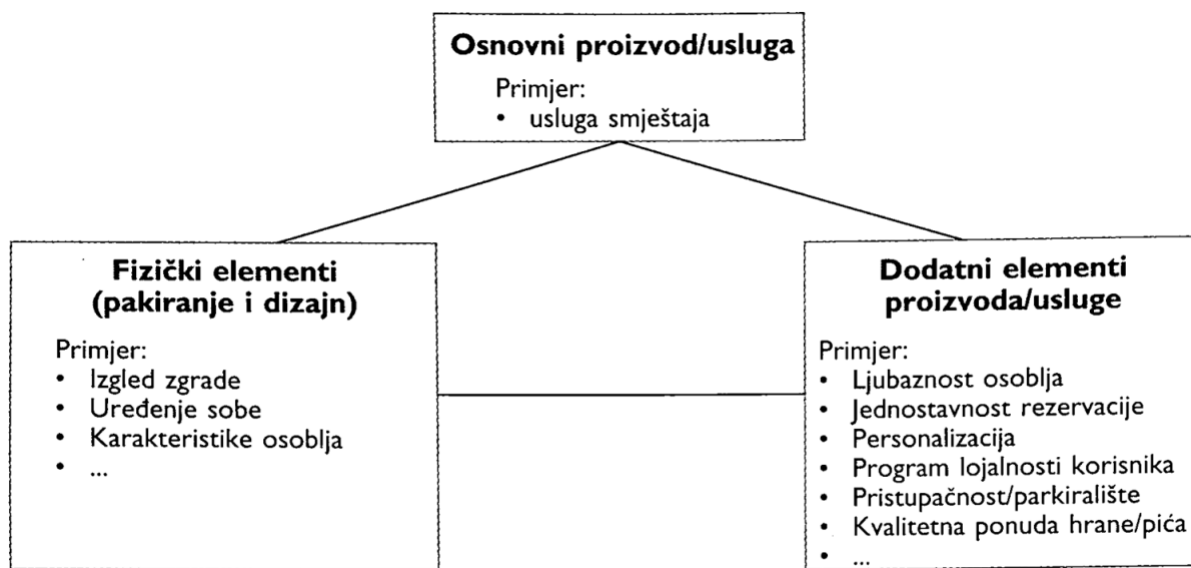 Osnovni proizvod/usluga
Primjer:
• usluga smještaja
Fizički elementi
(pakiranje i dizajn)
Primjer:
• Izgled zgrade
• Uređenje sobe
• Karakteristike osoblja
• ...
Dodatni elementi
proizvoda/usluge
Primjer:
• Ljubaznost osoblja
• Jednostavnost rezervacije
• Personalizacija
• Program lojalnosti korisnika
• Pristupačnost/parkiralište
• Kvalitetna ponuda hrane/pića
• ...